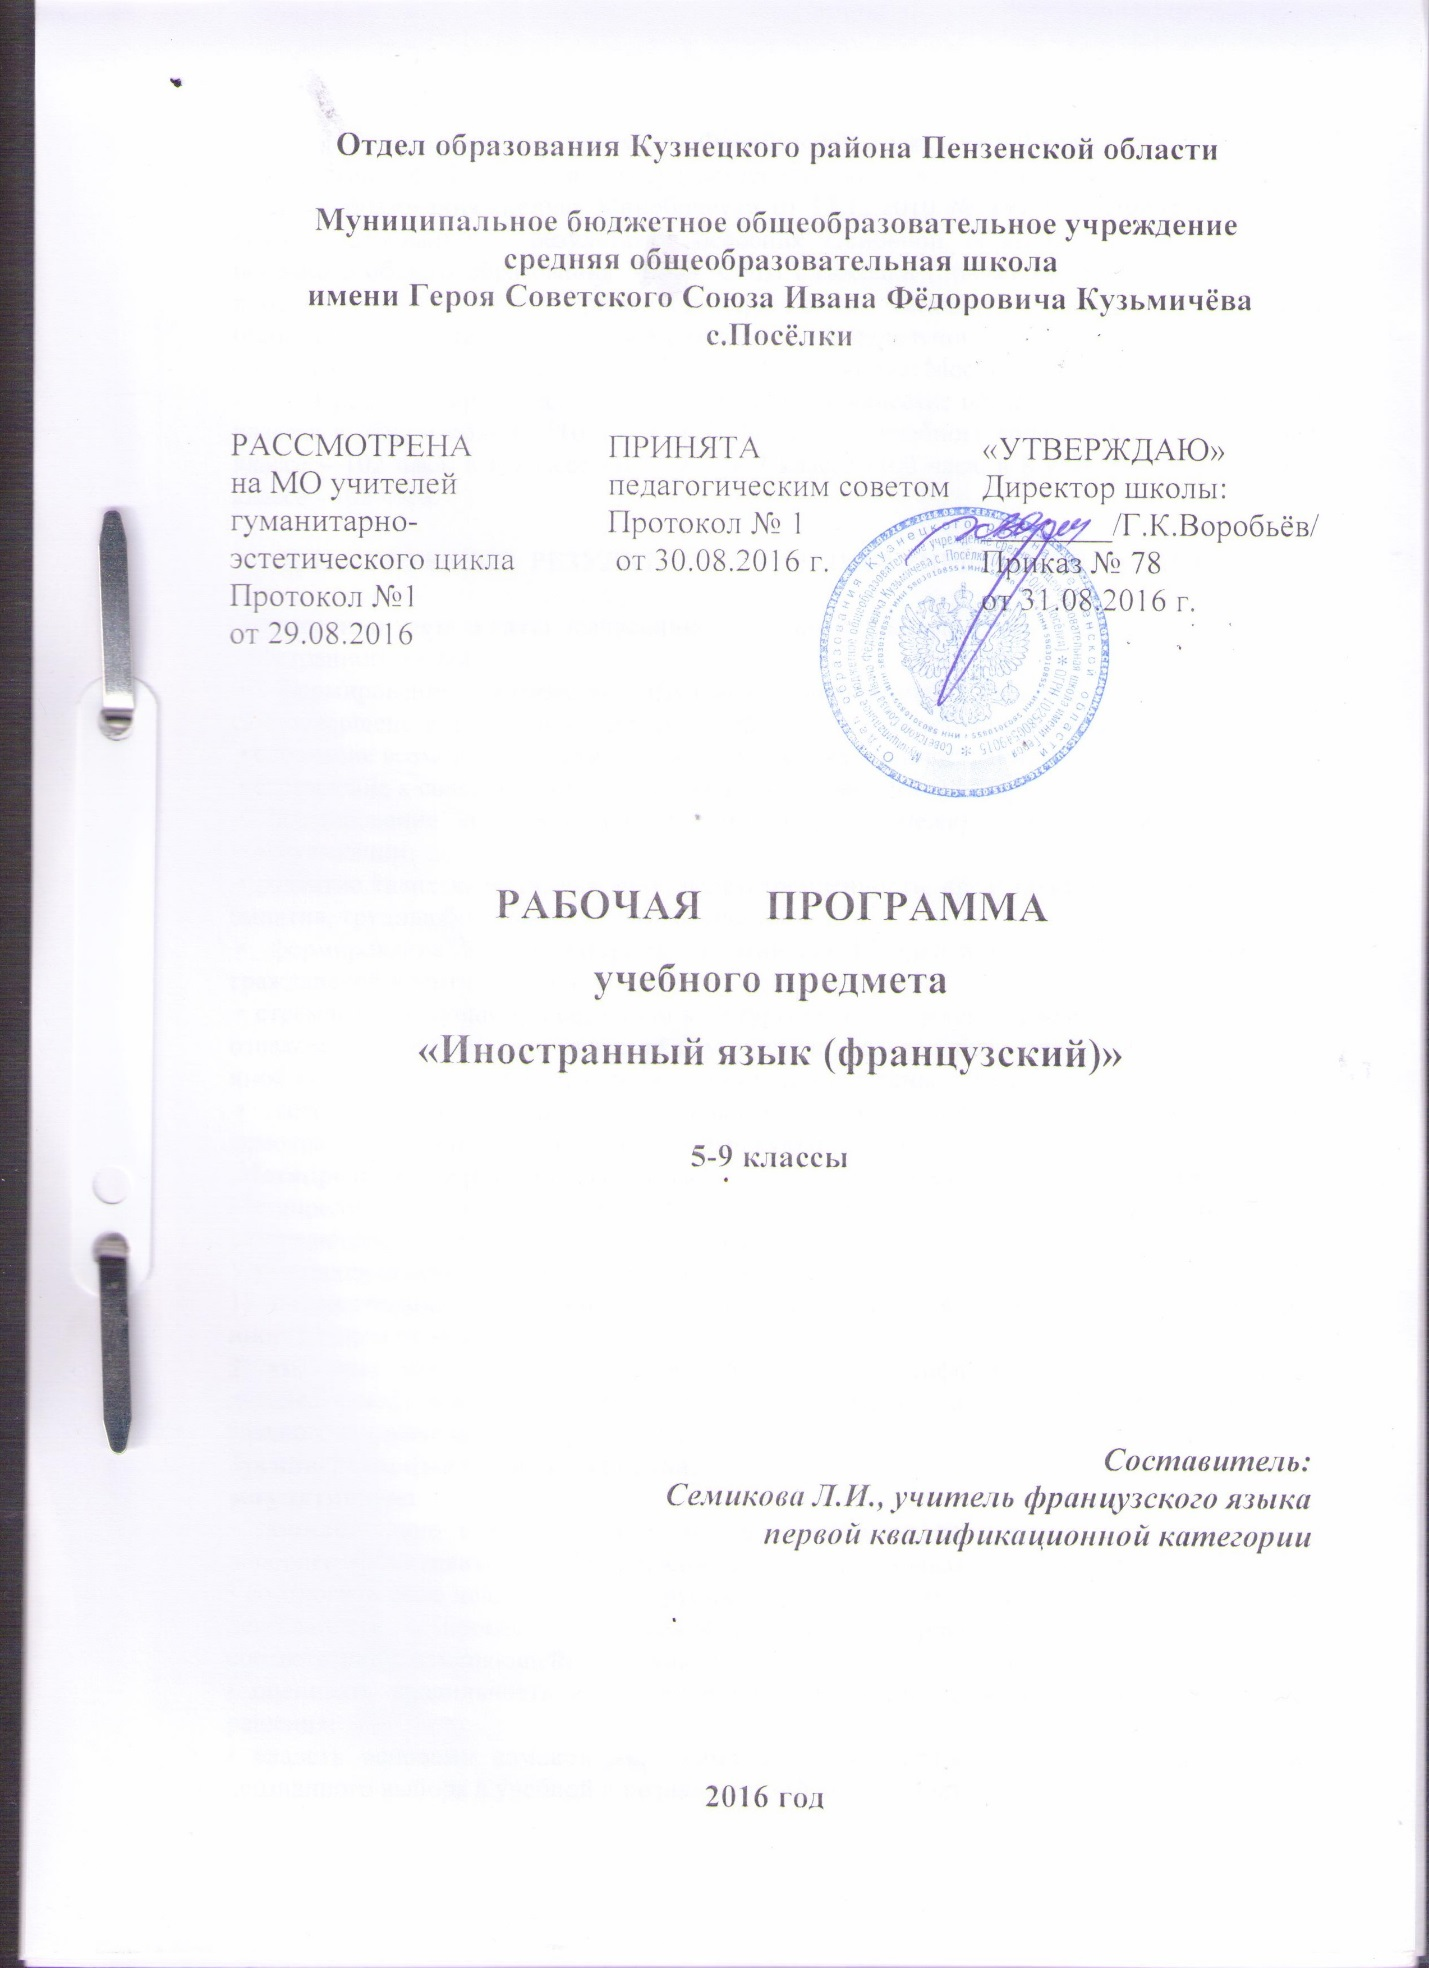 Отдел образования Кузнецкого района Пензенской области
Муниципальное бюджетное общеобразовательное учреждение
средняя общеобразовательная школа
имени Героя Советского Союза Ивана Фёдоровича Кузьмичёва
с.Посёлки
РАССМОТРЕНА
на МО учителей
гуманитарно-
эстетического цикла
Протокол №1
от 29.08.2016
ПРИНЯТА
педагогическим советом
Протокол № 1
от 30.08.2016 г.
«УТВЕРЖДАЮ»
Директор школы:
/Г.К.Воробьёв/
Приказ № 78
от 31.08.2016 г.
РАБОЧАЯ ПРОГРАММА
учебного предмета
«Иностранный язык (французский)»
5-9 классы
Составитель:
Семикова Л.И., учитель французского языка
первой квалификационной категории
2016 год